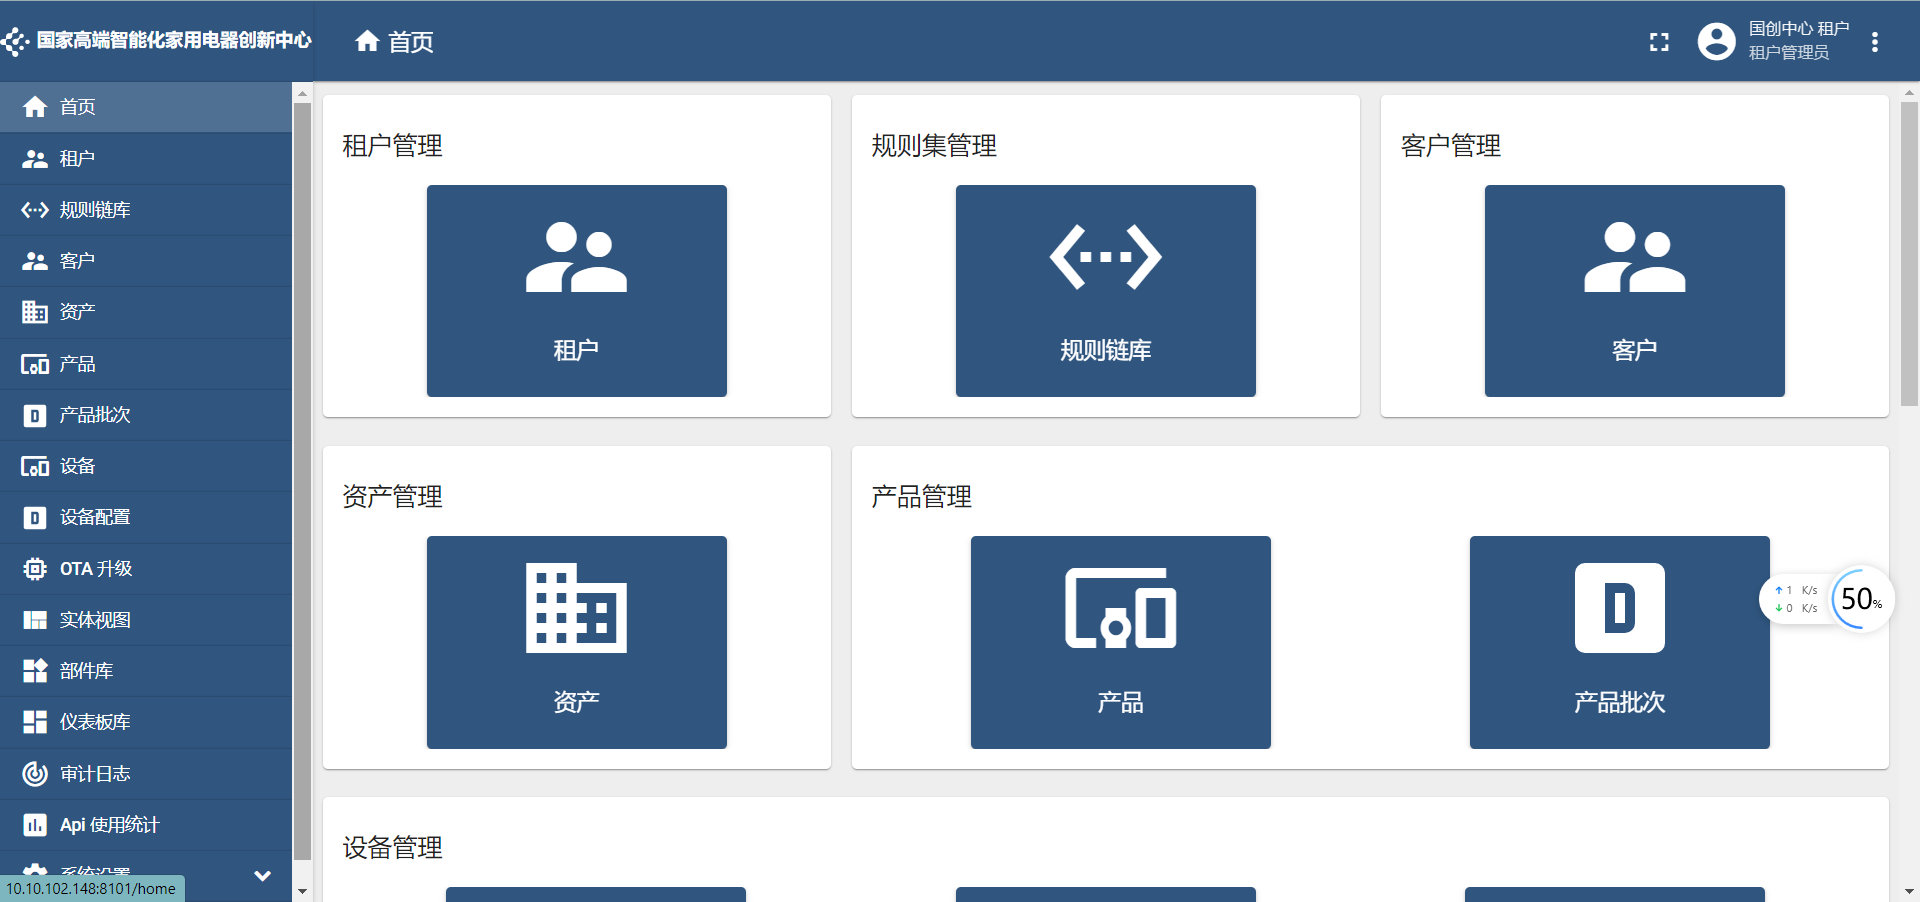 国家高端智能化家用电器创新中心
首页
国创中心 租户
租户管理员
首页
租户
规则链库
客户
资产
产品
产品批次
设备
设备配置
OTA 升级
实体视图
部件库
仪表板库
审计日志
Api 使用统计
系统设置
10.10.102.148:8101/home
租户管理
租户
规则集管理
规则链库
客户管理
客户
资产管理
资产
产品管理
产品
D
产品批次
1 K/s
0 K/s
50%
设备管理